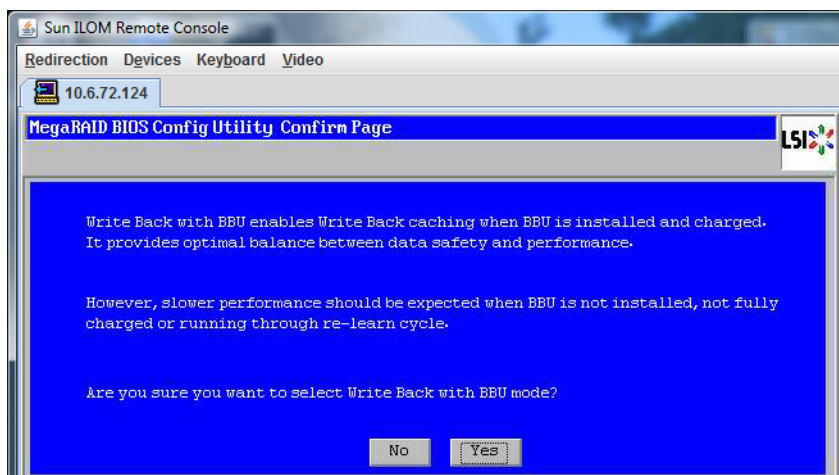 Sun ILOM Remote Console
Redirection Devices Keyboard Video
10.6.72.124
MegaRAID BIOS Config Utility Confirm Page
LSI
Write Back with BBU enables Write Back caching when BBU is installed and charged.
It provides optimal balance between data safety and performance.
However, slower performance should be expected when BBU is not installed, not fully
charged or running through re-learn cycle.
Are you sure you want to select Write Back with BBU mode?
No Yes